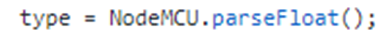 type = NodeMCU.parseFloat();